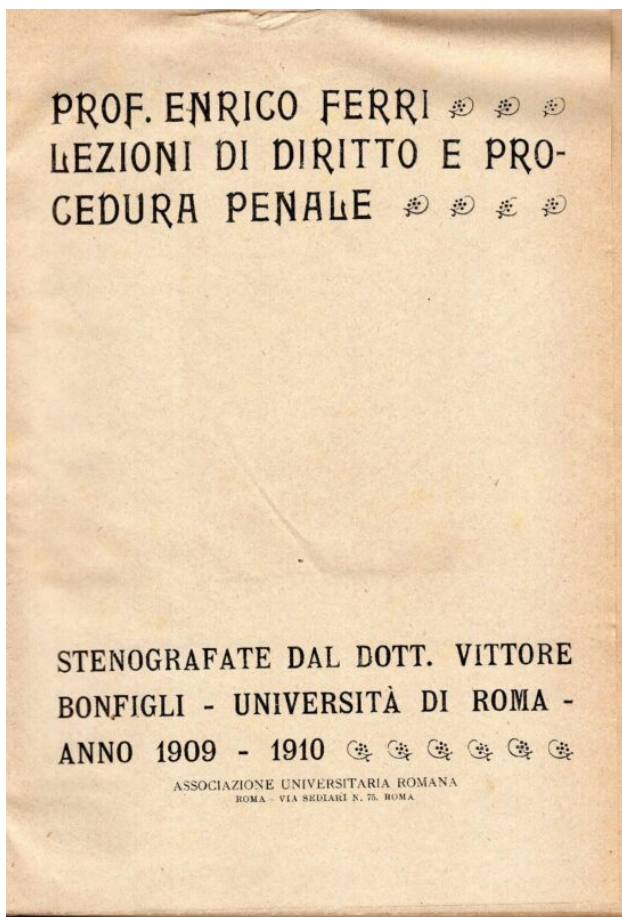 PROF. ENRICO FERRI
LEZIONI DI DIRITTO E PRO-
CEDURA PENALE
STENOGRAFATE DAL DOTT. VITTORE
BONFIGLI - UNIVERSITÀ DI ROMA -
ANNO 1909 - 1910
ASSOCIAZIONE UNIVERSITARIA ROMANA
ROMA - VIA SEDIARI N. 75. ROMA